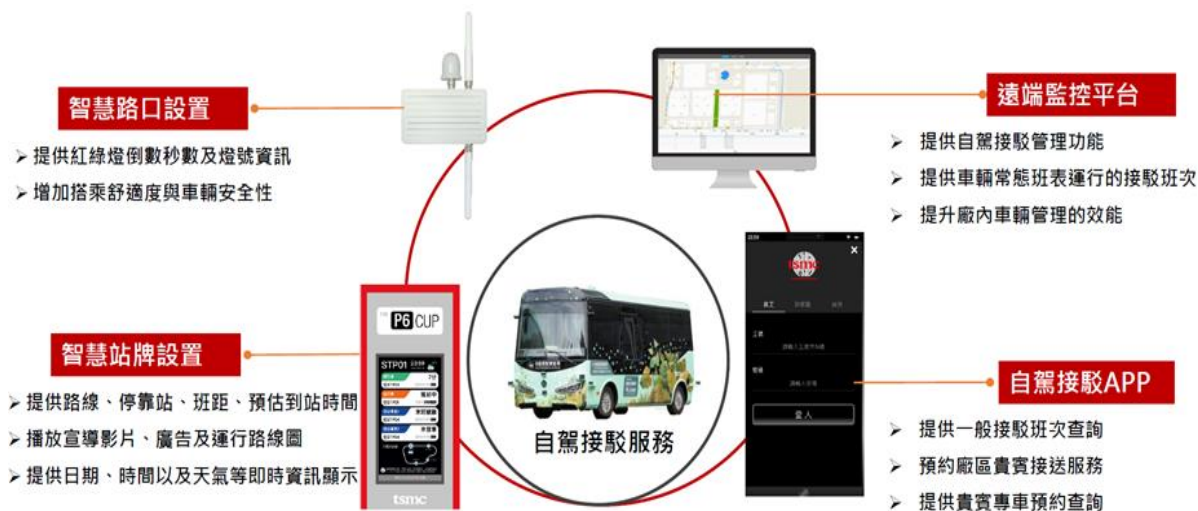 智慧路口設置
➢ 提供紅綠燈倒數秒數及燈號資訊
➢ 增加搭乘舒適度與車輛安全性
遠端監控平台
➢ 提供自駕接駁管理功能
➢ 提供車輛常態班表運行的接駁班次
➢ 提升廠內車輛管理的效能
智慧站牌設置
➢ 提供路線、停靠站、班距、預估到站時間
➢ 播放宣導影片、廣告及運行路線圖
➢ 提供日期、時間以及天氣等即時資訊顯示
P6 CUP
STP01
tsmc
自駕接駁服務
tsmc
員工
工號
密碼
登入
自駕接駁APP
➢ 提供一般接駁班次查詢
➢ 預約廠區貴賓接送服務
➢ 提供貴賓專車預約查詢